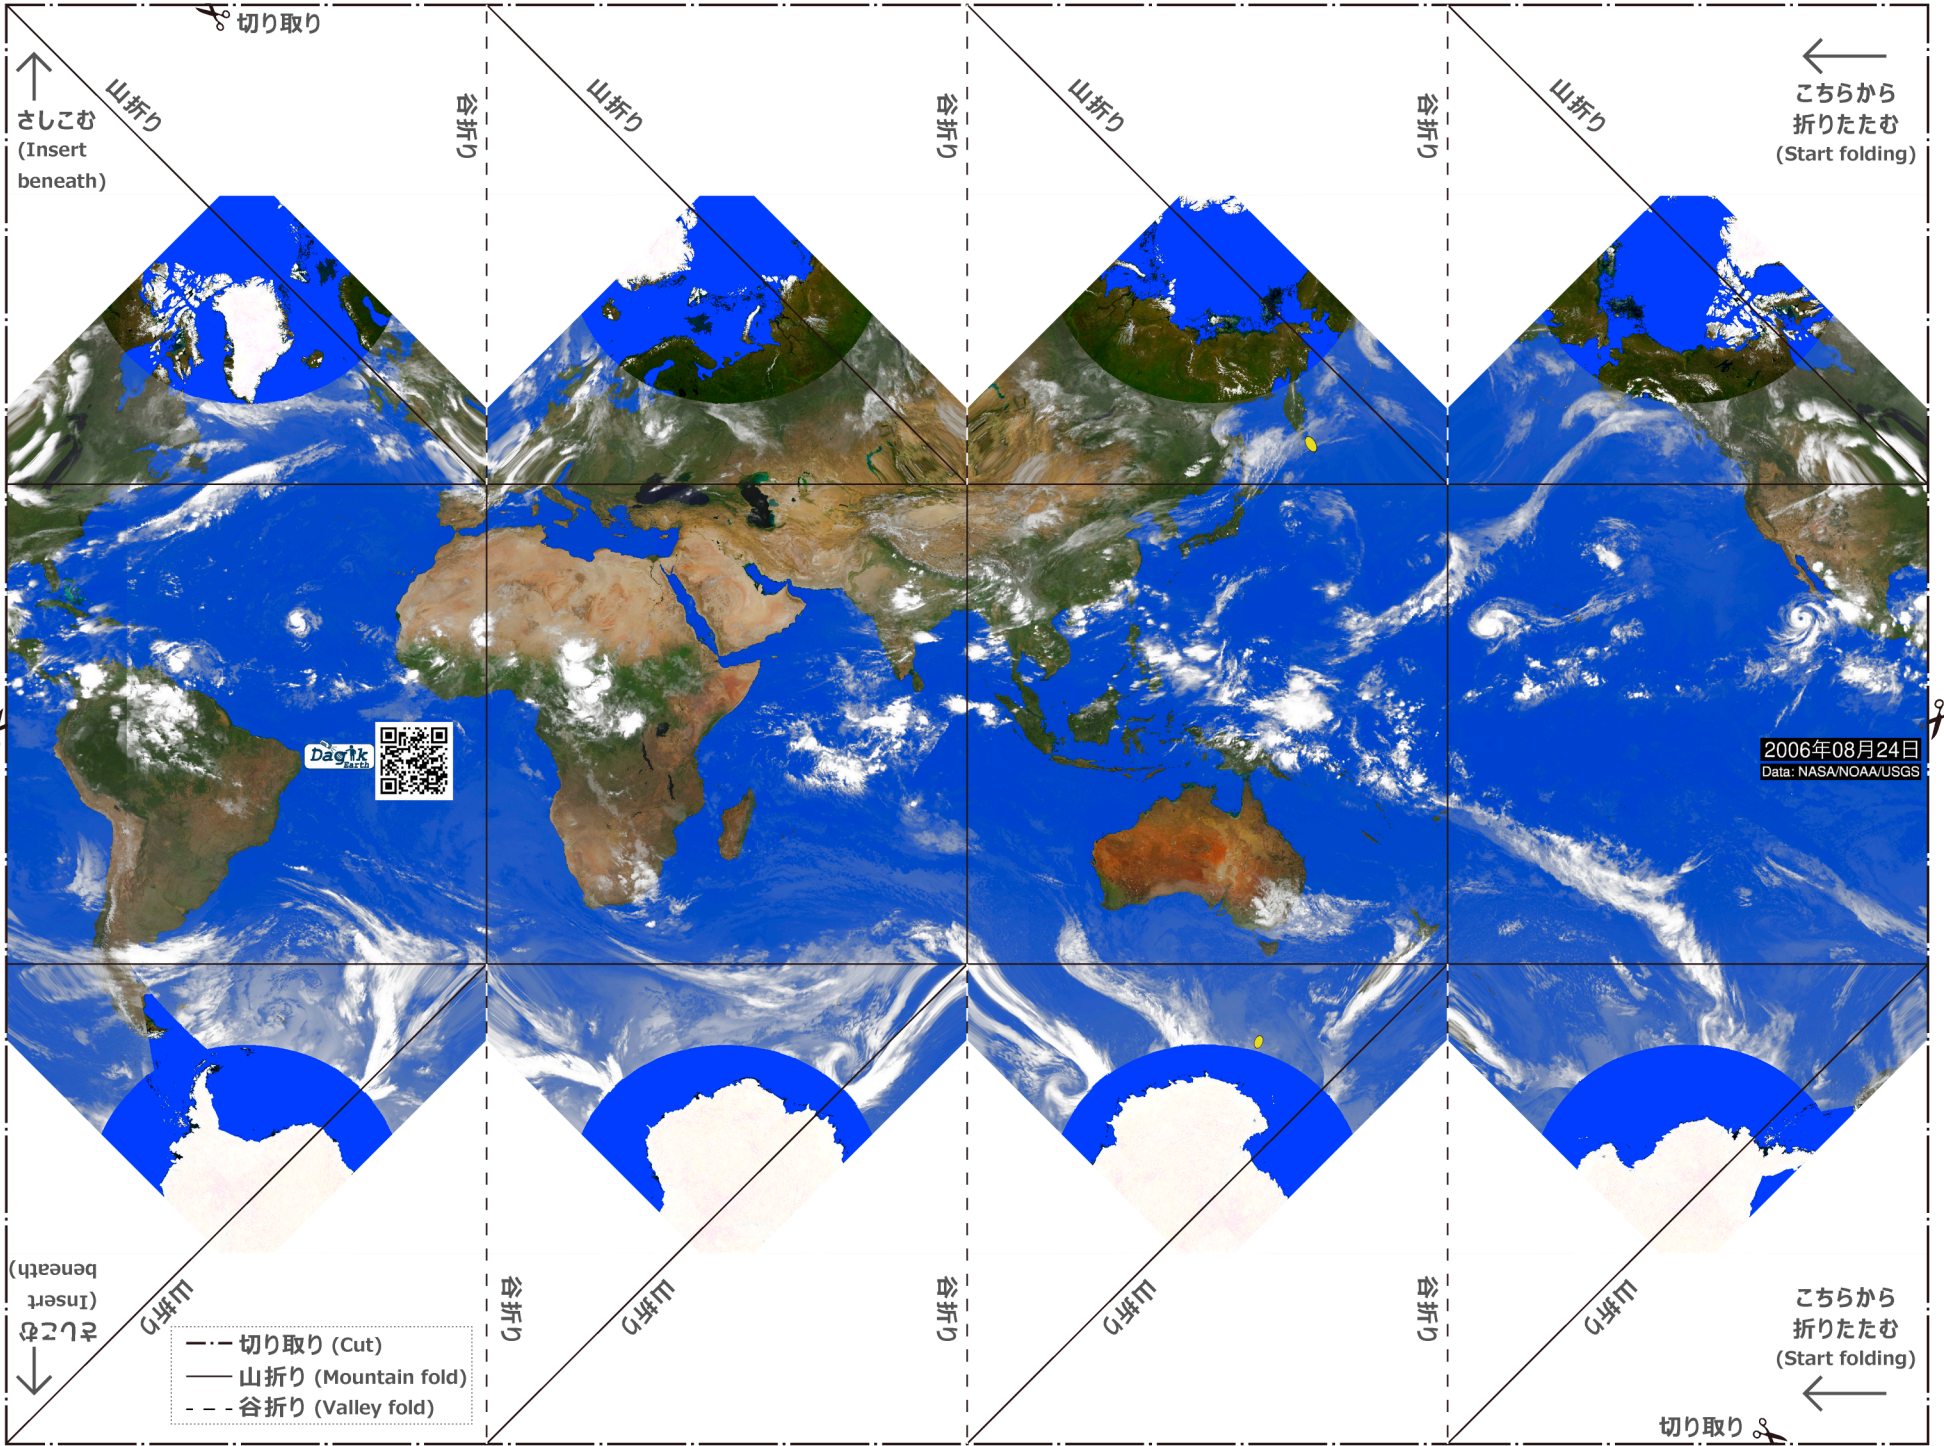 切り取り
山折り
谷折り
山折り
谷折り
山折り
谷折り
山折り
さしこむ
(Insert
beneath)
こちらから
折りたたむ
(Start folding)
Dagik
Earth
2006年08月24日
Data: NASA/NOAA/USGS
さしこむ
(Insert
beneath)
山折り
谷折り
山折り
谷折り
山折り
谷折り
山折り
切り取り (Cut)
山折り (Mountain fold)
谷折り (Valley fold)
こちらから
折りたたむ
(Start folding)
切り取り